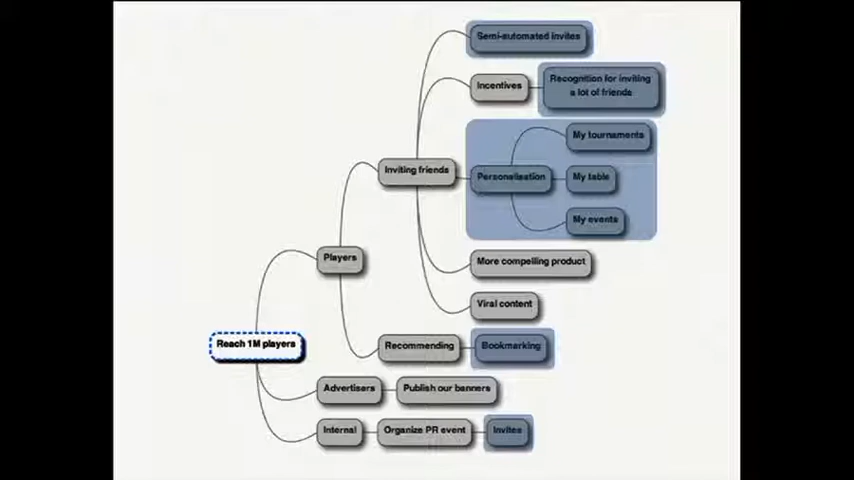 Semi-automated invites
Incentives
Recognition for inviting
a lot of friends
My tournaments
Inviting friends
Personalisation
My table
My events
Players
More compelling product
Viral content
Reach 1M players
Recommending
Bookmarking
Advertisers
Publish our banners
Internal
Organize PR event
Invites